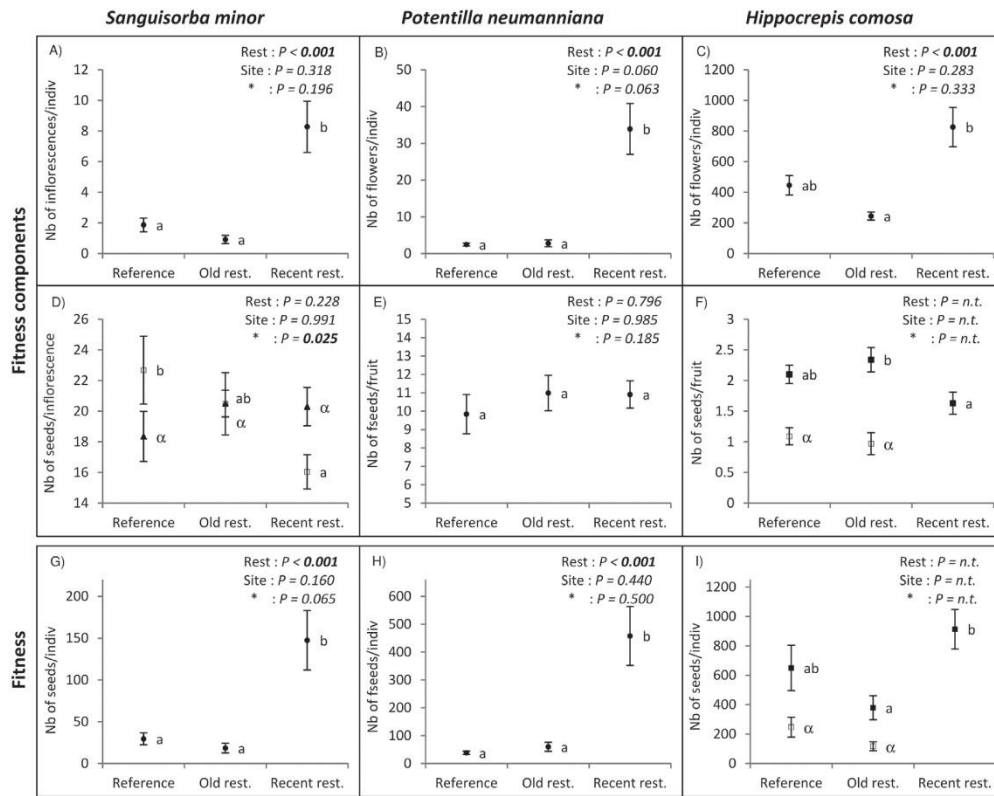 Sanguisorba minor
Potentilla neumanniana
Hippocrepis comosa
Fitness components
A)
Rest : P < 0.001
Site : P = 0.318
* : P = 0.196
Nb of inflorescences/indiv
12
10
8
6
4
2
0
a
a
b
Reference
Old rest.
Recent rest.
B)
Rest : P < 0.001
Site : P = 0.060
* : P = 0.063
Nb of flowers/indiv
50
40
30
20
10
0
a
a
b
Reference
Old rest.
Recent rest.
C)
Rest : P < 0.001
Site : P = 0.283
* : P = 0.333
Nb of flowers/indiv
1200
1000
800
600
400
200
0
ab
a
b
Reference
Old rest.
Recent rest.
D)
Rest : P = 0.228
Site : P = 0.991
* : P = 0.025
Nb of seeds/inflorescence
26
24
22
20
18
16
14
b
α
ab
α
α
a
Reference
Old rest.
Recent rest.
E)
Rest : P = 0.796
Site : P = 0.985
* : P = 0.185
Nb of fseeds/fruit
15
14
13
12
11
10
9
8
7
6
5
a
a
a
Reference
Old rest.
Recent rest.
F)
Rest : P = n.t.
Site : P = n.t.
* : P = n.t.
Nb of seeds/fruit
3
2.5
2
1.5
1
0.5
0
ab
α
b
α
a
Reference
Old rest.
Recent rest.
Fitness
G)
Rest : P < 0.001
Site : P = 0.160
* : P = 0.065
Nb of seeds/indiv
200
150
100
50
0
a
a
b
Reference
Old rest.
Recent rest.
H)
Rest : P < 0.001
Site : P = 0.440
* : P = 0.500
Nb of fseeds/indiv
600
500
400
300
200
100
0
a
a
b
Reference
Old rest.
Recent rest.
I)
Rest : P = n.t.
Site : P = n.t.
* : P = n.t.
Nb of seeds/indiv
1000
800
600
400
200
0
ab
α
a
α
b
Reference
Old rest.
Recent rest.